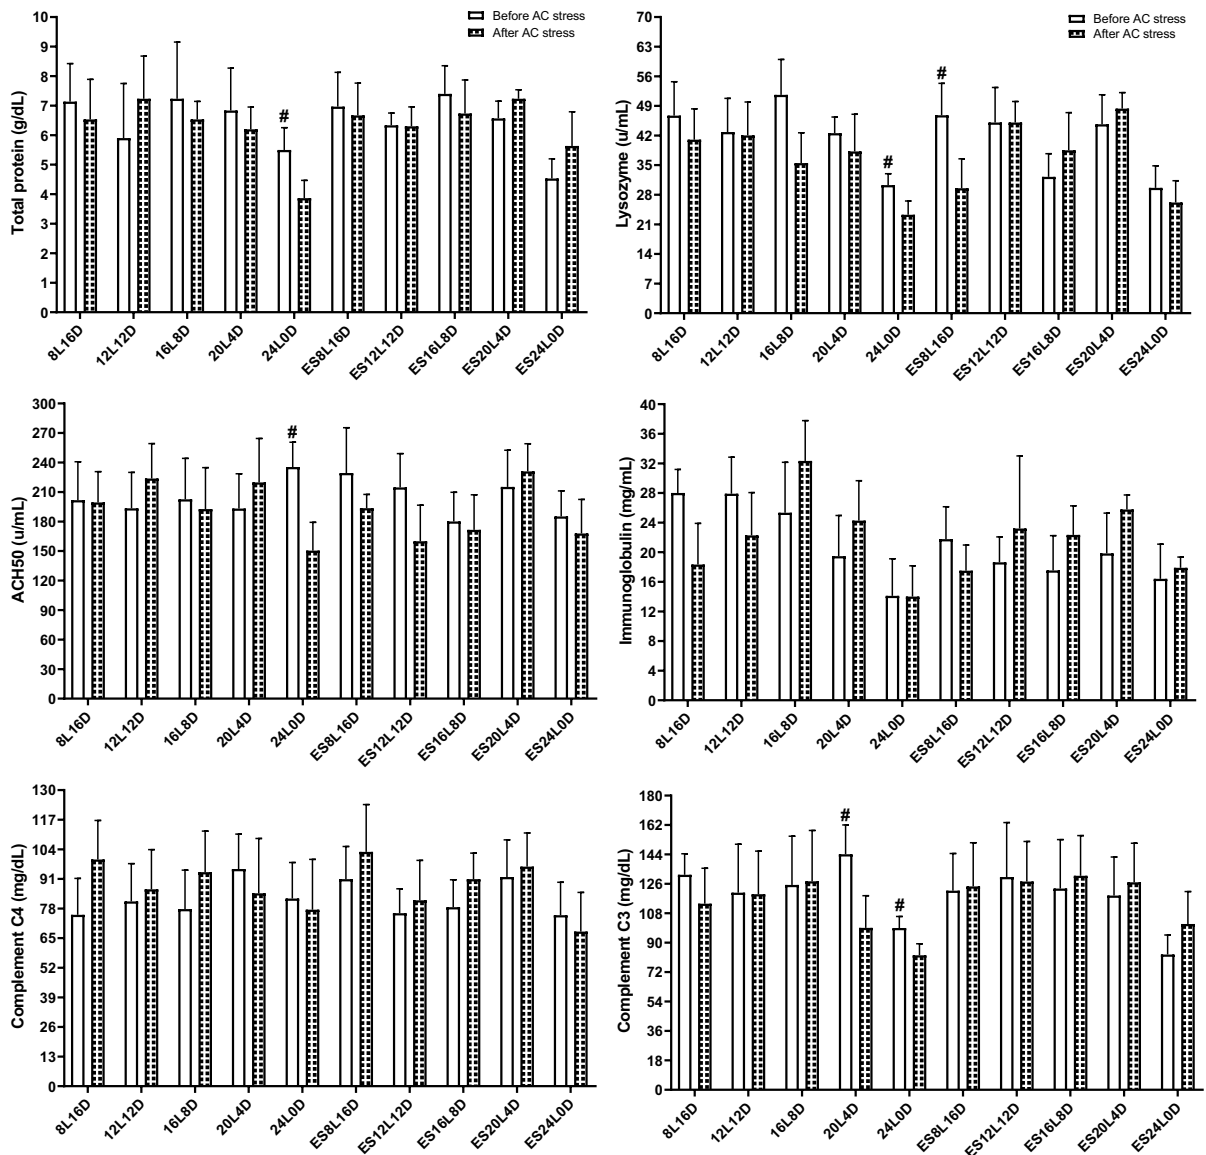 Before AC stress
After AC stress
Total protein (g/dL)
10
9
8
7
6
5
4
3
2
1
0
#
8L16D
12L12D
16L8D
20L4D
24L0D
ES8L16D
ES12L12D
ES16L8D
ES20L4D
ES24L0D
Before AC stress
After AC stress
Lysozyme (u/mL)
70
63
56
49
42
35
28
21
14
7
0
#
#
8L16D
12L12D
16L8D
20L4D
24L0D
ES8L16D
ES12L12D
ES16L8D
ES20L4D
ES24L0D
ACH50 (u/mL)
300
270
240
210
180
150
120
90
60
30
0
#
8L16D
12L12D
16L8D
20L4D
24L0D
ES8L16D
ES12L12D
ES16L8D
ES20L4D
ES24L0D
Immunoglobulin (mg/mL)
40
36
32
28
24
20
16
12
8
4
0
8L16D
12L12D
16L8D
20L4D
24L0D
ES8L16D
ES12L12D
ES16L8D
ES20L4D
ES24L0D
Complement C4 (mg/dL)
130
117
104
91
78
65
52
39
26
13
0
8L16D
12L12D
16L8D
20L4D
24L0D
ES8L16D
ES12L12D
ES16L8D
ES20L4D
ES24L0D
Complement C3 (mg/dL)
180
162
144
126
108
90
72
54
36
18
0
#
#
8L16D
12L12D
16L8D
20L4D
24L0D
ES8L16D
ES12L12D
ES16L8D
ES20L4D
ES24L0D